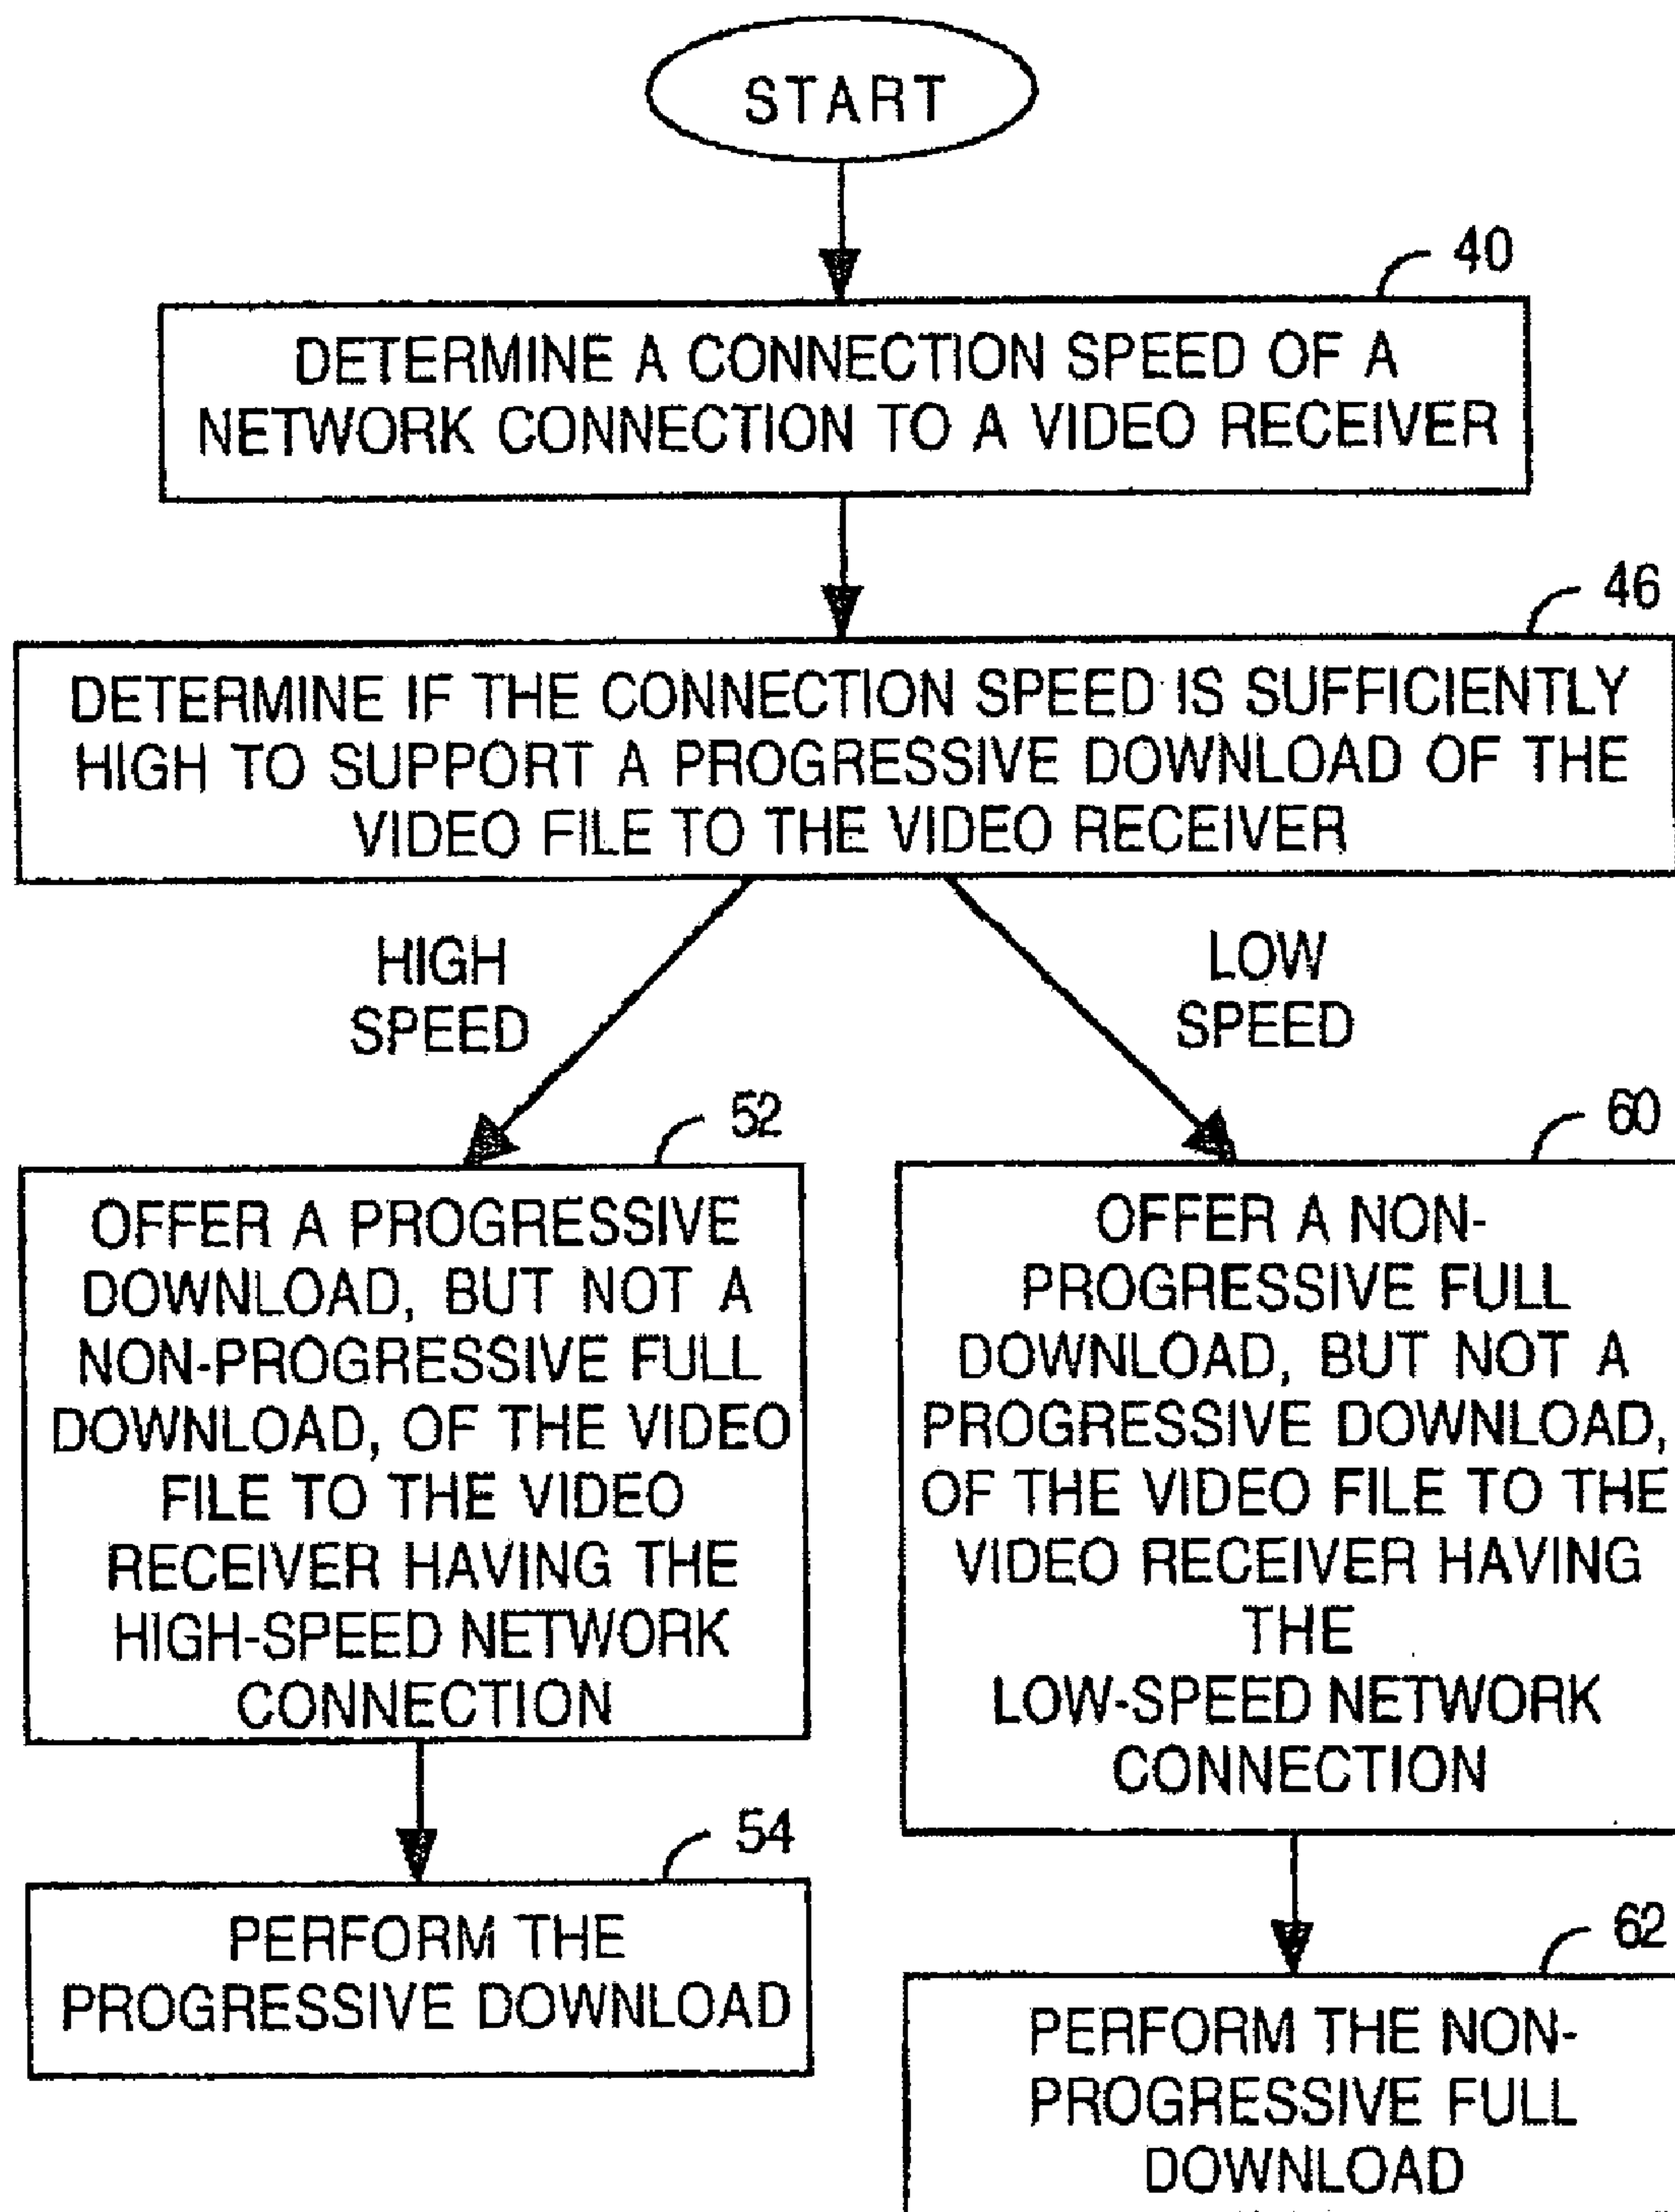 START
40
DETERMINE A CONNECTION SPEED OF A
NETWORK CONNECTION TO A VIDEO RECEIVER
46
DETERMINE IF THE CONNECTION SPEED IS SUFFICIENTLY
HIGH TO SUPPORT A PROGRESSIVE DOWNLOAD OF THE
VIDEO FILE TO THE VIDEO RECEIVER
HIGH
SPEED
LOW
SPEED
52
OFFER A PROGRESSIVE
DOWNLOAD, BUT NOT A
NON-PROGRESSIVE FULL
DOWNLOAD, OF THE VIDEO
FILE TO THE VIDEO
RECEIVER HAVING THE
HIGH-SPEED NETWORK
CONNECTION
54
PERFORM THE
PROGRESSIVE DOWNLOAD
60
OFFER A NON-
PROGRESSIVE FULL
DOWNLOAD, BUT NOT A
PROGRESSIVE DOWNLOAD,
OF THE VIDEO FILE TO THE
VIDEO RECEIVER HAVING
THE
LOW-SPEED NETWORK
CONNECTION
62
PERFORM THE NON-
PROGRESSIVE FULL
DOWNLOAD